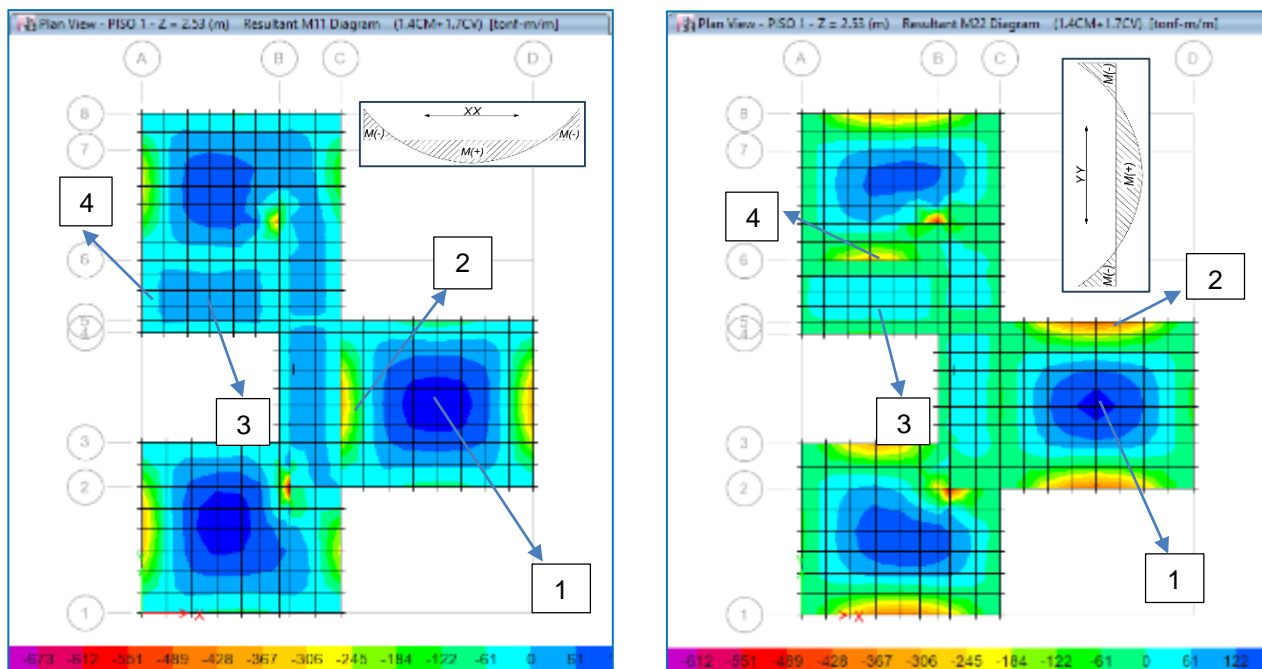 Plan View - PISO 1 - Z = 2.53 (m) Resultant M11 Diagram (1.4CM+1.7CV) [tonf-m/m]
A B C D
8
7
6
5
4
3
2
1
XX
M(-) M(+) M(-)
4
2
3
1
X
-673 -612 -551 -489 -428 -367 -306 -245 -184 -122 -61 0 61
Plan View - PISO 1 - Z = 2.53 (m) Resultant M22 Diagram (1.4CM+1.7CV) [tonf-m/m]
A B C D
8
7
6
5
4
3
2
1
M(-)
YY
M(+)
M(-)
4
2
3
1
X
-612 -551 -489 -428 -367 -306 -245 -184 -122 -61 0 61 122